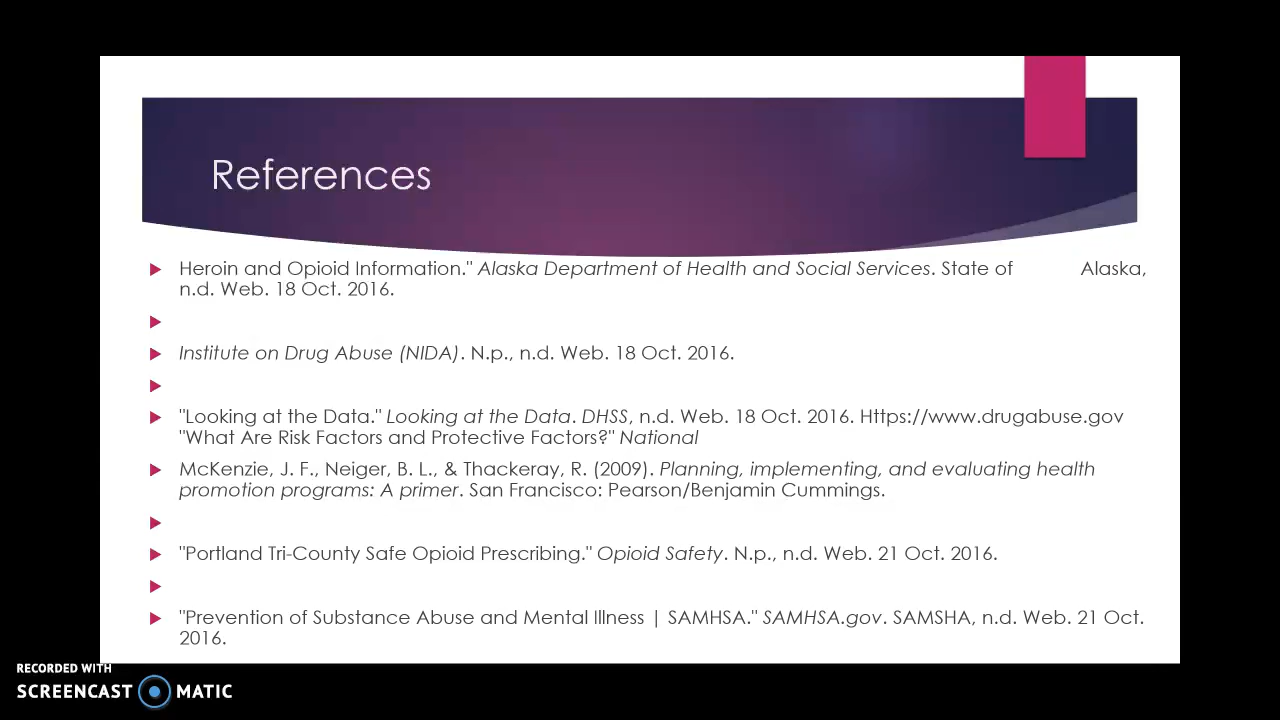 References
Heroin and Opioid Information." Alaska Department of Health and Social Services. State of Alaska,
n.d. Web. 18 Oct. 2016.
Institute on Drug Abuse (NIDA). N.p., n.d. Web. 18 Oct. 2016.
"Looking at the Data." Looking at the Data. DHSS, n.d. Web. 18 Oct. 2016. Https://www.drugabuse.gov
"What Are Risk Factors and Protective Factors?" National
McKenzie, J. F., Neiger, B. L., & Thackeray, R. (2009). Planning, implementing, and evaluating health
promotion programs: A primer. San Francisco: Pearson/Benjamin Cummings.
"Portland Tri-County Safe Opioid Prescribing." Opioid Safety. N.p., n.d. Web. 21 Oct. 2016.
"Prevention of Substance Abuse and Mental Illness | SAMHSA." SAMHSA.gov. SAMSHA, n.d. Web. 21 Oct.
2016.
RECORDED WITH
SCREENCAST MATIC